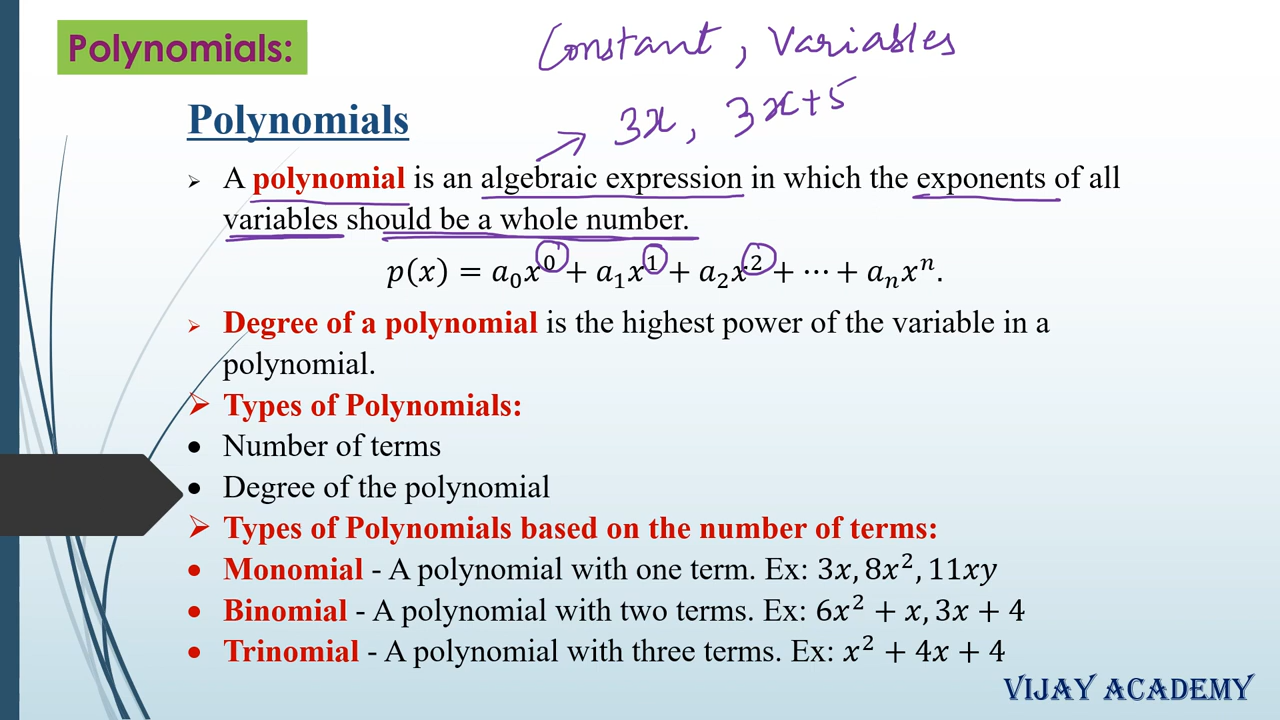 Polynomials:
Constant, Variables
Polynomials
3x, 3x+5
➢ A polynomial is an algebraic expression in which the exponents of all
variables should be a whole number.
p(x) = a₀x⁰ + a₁x¹ + a₂x² + ⋯ + aₙxⁿ.
➢ Degree of a polynomial is the highest power of the variable in a
polynomial.
➢ Types of Polynomials:
• Number of terms
• Degree of the polynomial
➢ Types of Polynomials based on the number of terms:
• Monomial - A polynomial with one term. Ex: 3x, 8x², 11xy
• Binomial - A polynomial with two terms. Ex: 6x² + x, 3x + 4
• Trinomial - A polynomial with three terms. Ex: x² + 4x + 4
VIJAY ACADEMY